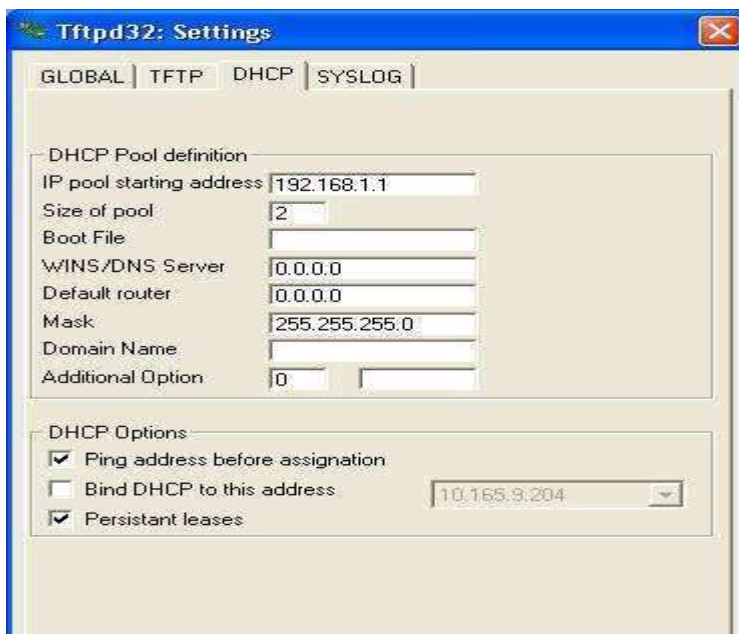 Tftpd32: Settings
GLOBAL TFTP DHCP SYSLOG
DHCP Pool definition
IP pool starting address 192.168.1.1
Size of pool 2
Boot File
WINS/DNS Server 0.0.0.0
Default router 0.0.0.0
Mask 255.255.255.0
Domain Name
Additional Option 0
DHCP Options
Ping address before assignation
Bind DHCP to this address 10.165.9.204
Persistant leases